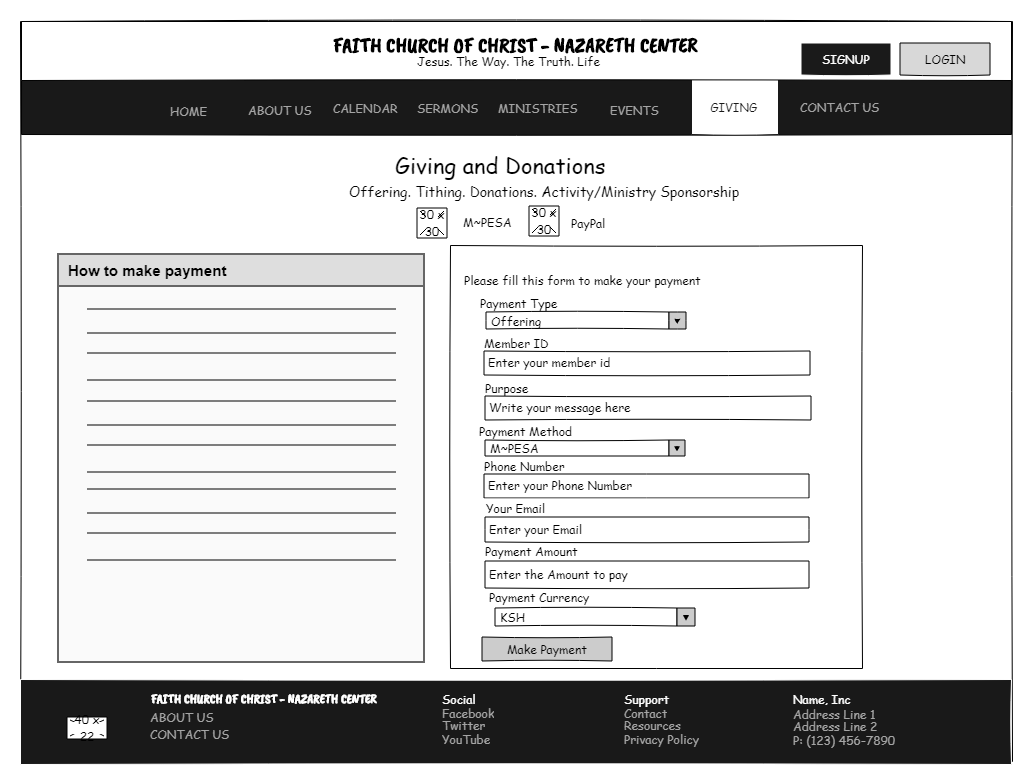 FAITH CHURCH OF CHRIST - NAZARETH CENTER
Jesus. The Way. The Truth. Life
SIGNUP
LOGIN
HOME
ABOUT US
CALENDAR
SERMONS
MINISTRIES
EVENTS
GIVING
CONTACT US
Giving and Donations
Offering. Tithing. Donations. Activity/Ministry Sponsorship
30 x
30
M~PESA
30 x
30
PayPal
How to make payment
Please fill this form to make your payment
Payment Type
Offering
Member ID
Enter your member id
Purpose
Write your message here
Payment Method
M~PESA
Phone Number
Enter your Phone Number
Your Email
Enter your Email
Payment Amount
Enter the Amount to pay
Payment Currency
KSH
Make Payment
40 x
22
FAITH CHURCH OF CHRIST - NAZARETH CENTER
ABOUT US
CONTACT US
Social
Facebook
Twitter
YouTube
Support
Contact
Resources
Privacy Policy
Name, Inc
Address Line 1
Address Line 2
P: (123) 456-7890